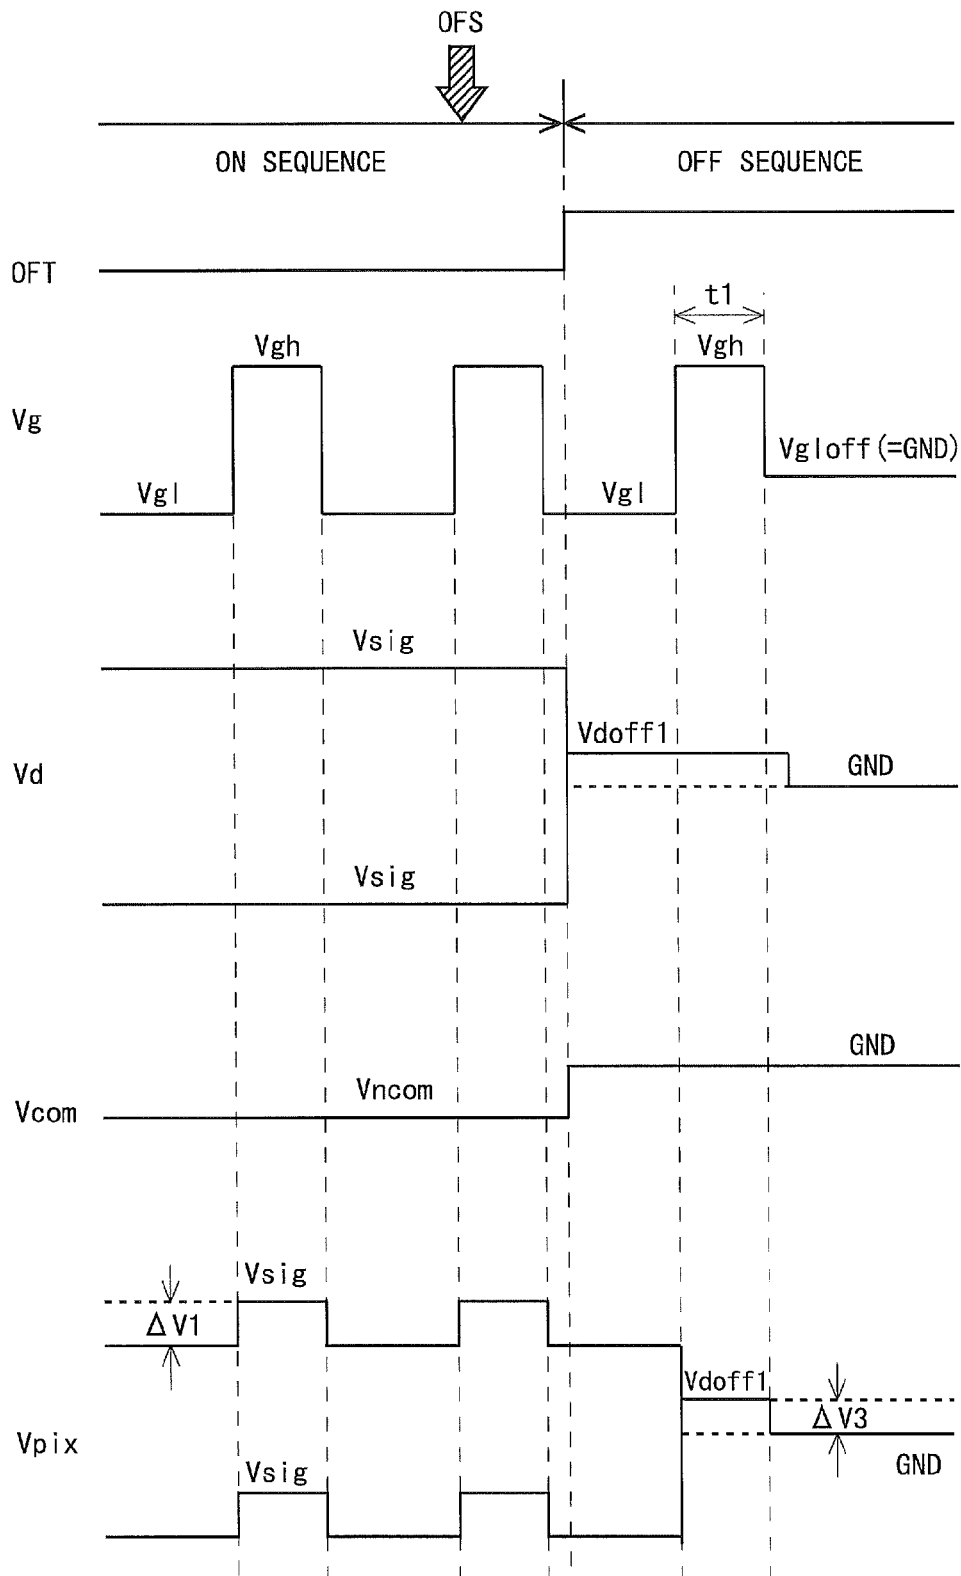 OFS
ON SEQUENCE
OFF SEQUENCE
OFT
t1
Vgh
Vgh
Vg
Vgloff(=GND)
Vgl
Vgl
Vsig
Vdoff1
Vd
GND
Vsig
GND
Vncom
Vcom
Vsig
ΔV1
Vdoff1
ΔV3
Vpix
GND
Vsig